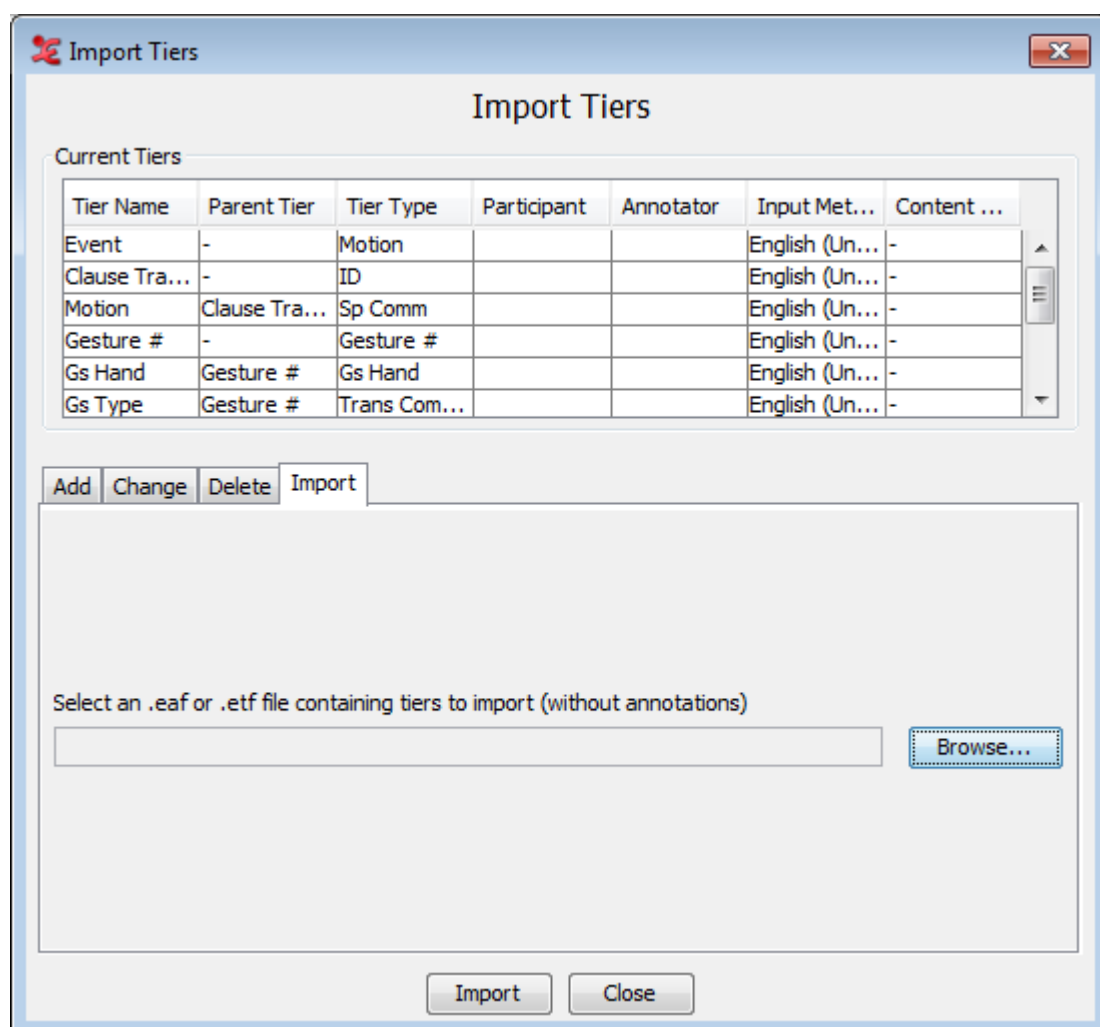 Import Tiers
Import Tiers
Current Tiers
Tier Name Parent Tier Tier Type Participant Annotator Input Met... Content ...
Event - Motion English (Un... -
Clause Tra... - ID English (Un... -
Motion Clause Tra... Sp Comm English (Un... -
Gesture # - Gesture # English (Un... -
Gs Hand Gesture # Gs Hand English (Un... -
Gs Type Gesture # Trans Com... English (Un... -
Add Change Delete Import
Select an .eaf or .etf file containing tiers to import (without annotations)
Browse...
Import Close